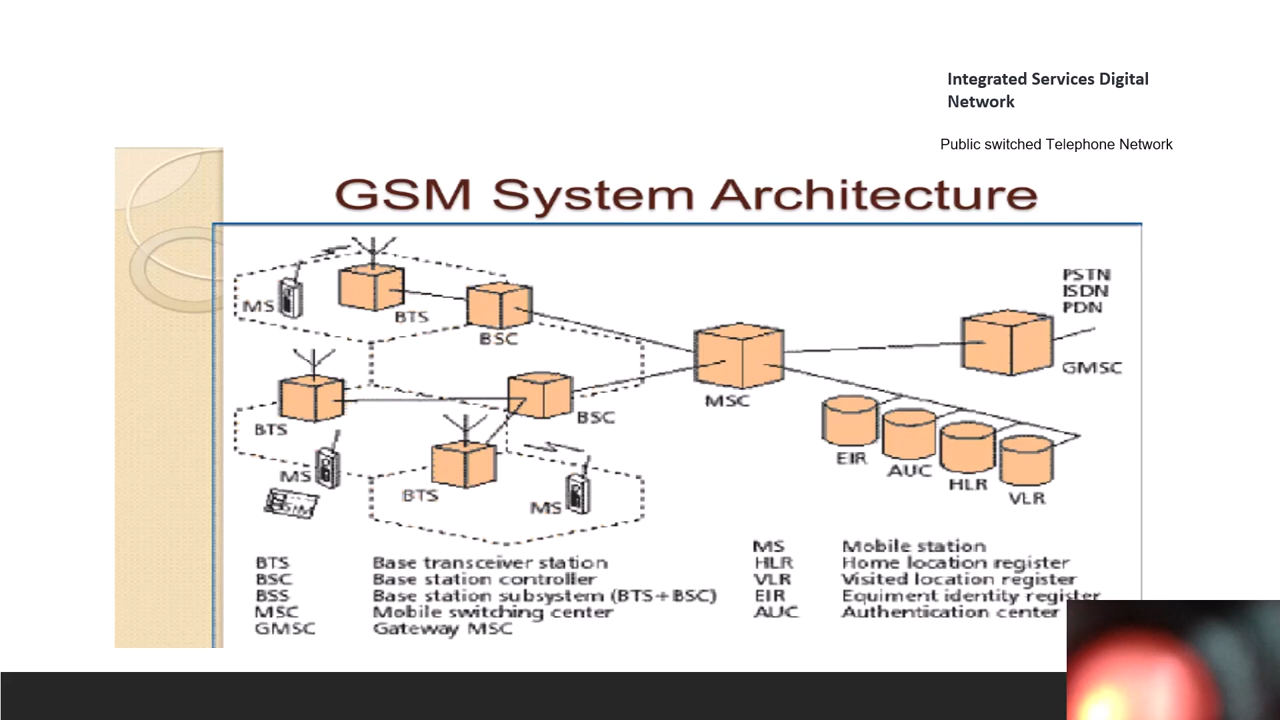 Integrated Services Digital
Network
Public switched Telephone Network
GSM System Architecture
MS
BTS
BSC
PSTN
ISDN
PDN
GMSC
MSC
BTS
BSC
MS
SIM
BTS
MS
EIR
AUC
HLR
VLR
BTS Base transceiver station
BSC Base station controller
BSS Base station subsystem (BTS+BSC)
MSC Mobile switching center
GMSC Gateway MSC
MS Mobile station
HLR Home location register
VLR Visited location register
EIR Equiment identity register
AUC Authentication center